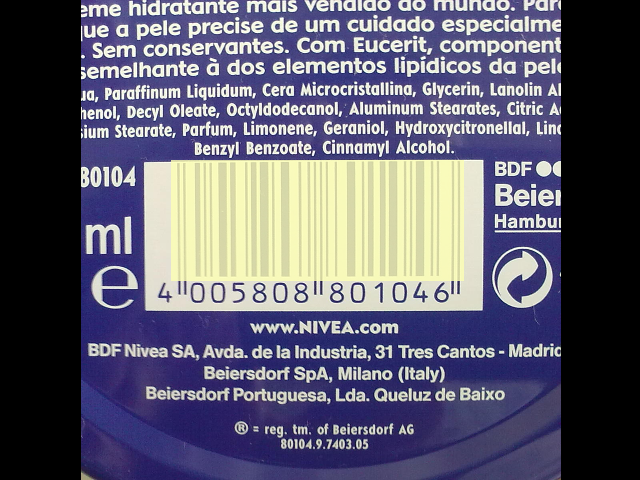 eme hidratante mais vendido do mundo. Par
que a pele precise de um cuidado especialme
. Sem conservantes. Com Eucerit, component
semelhante à dos elementos lipídicos da pele
ua, Paraffinum Liquidum, Cera Microcristallina, Glycerin, Lanolin Al
henol, Decyl Oleate, Octyldodecanol, Aluminum Stearates, Citric A
sium Stearate, Parfum, Limonene, Geraniol, Hydroxycitronellal, Lin
Benzyl Benzoate, Cinnamyl Alcohol.
80104
BDF
Beier
Hambu
ml
e
4 005808 801046
www.NIVEA.com
BDF Nivea SA, Avda. de la Industria, 31 Tres Cantos - Madrid
Beiersdorf SpA, Milano (Italy)
Beiersdorf Portuguesa, Lda. Queluz de Baixo
® = reg. tm. of Beiersdorf AG
80104.9.7403.05